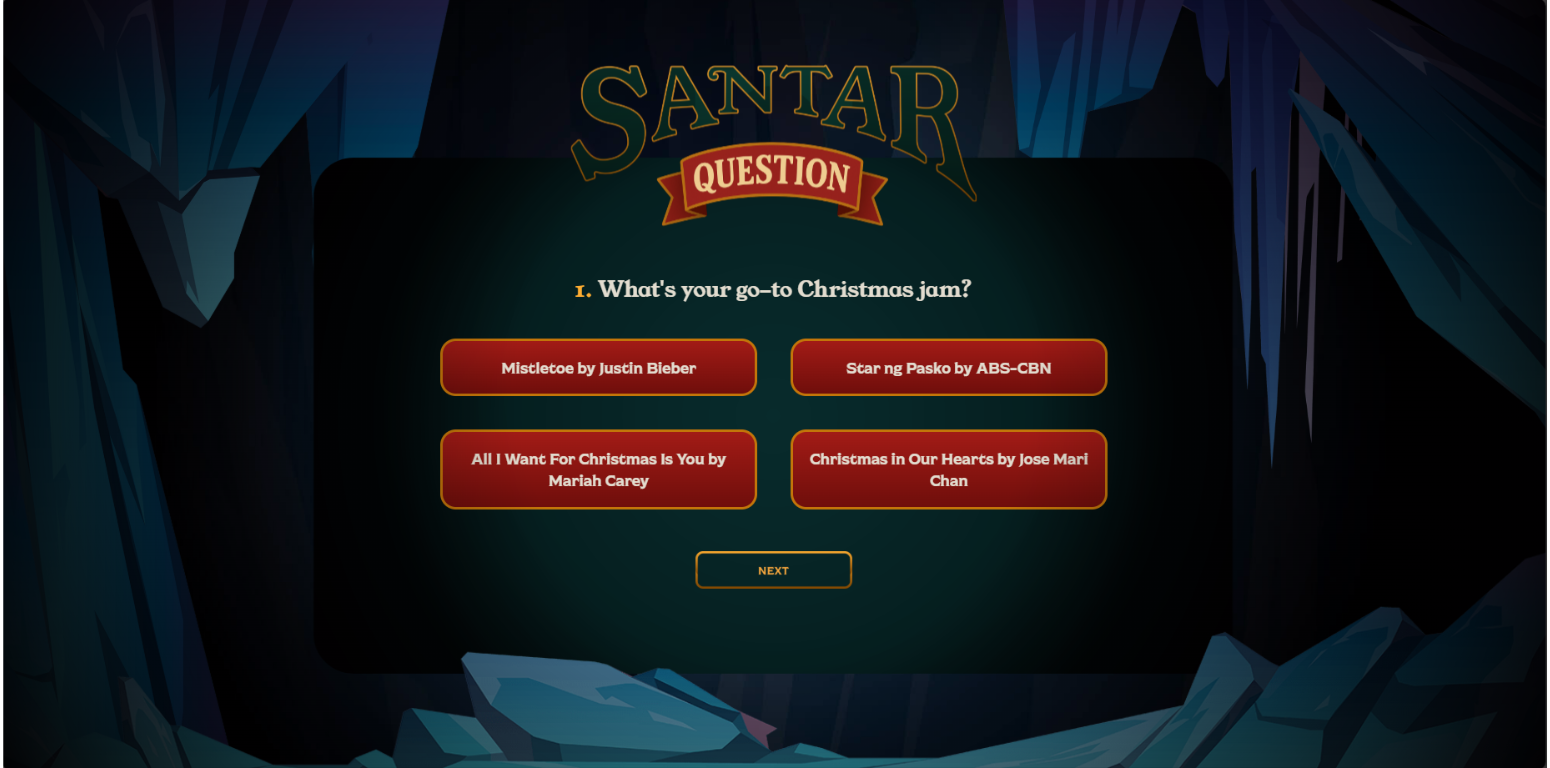 SANTAR
QUESTION
1. What's your go-to Christmas jam?
Mistletoe by Justin Bieber
Star ng Pasko by ABS-CBN
All I Want For Christmas Is You by
Mariah Carey
Christmas in Our Hearts by Jose Mari
Chan
NEXT